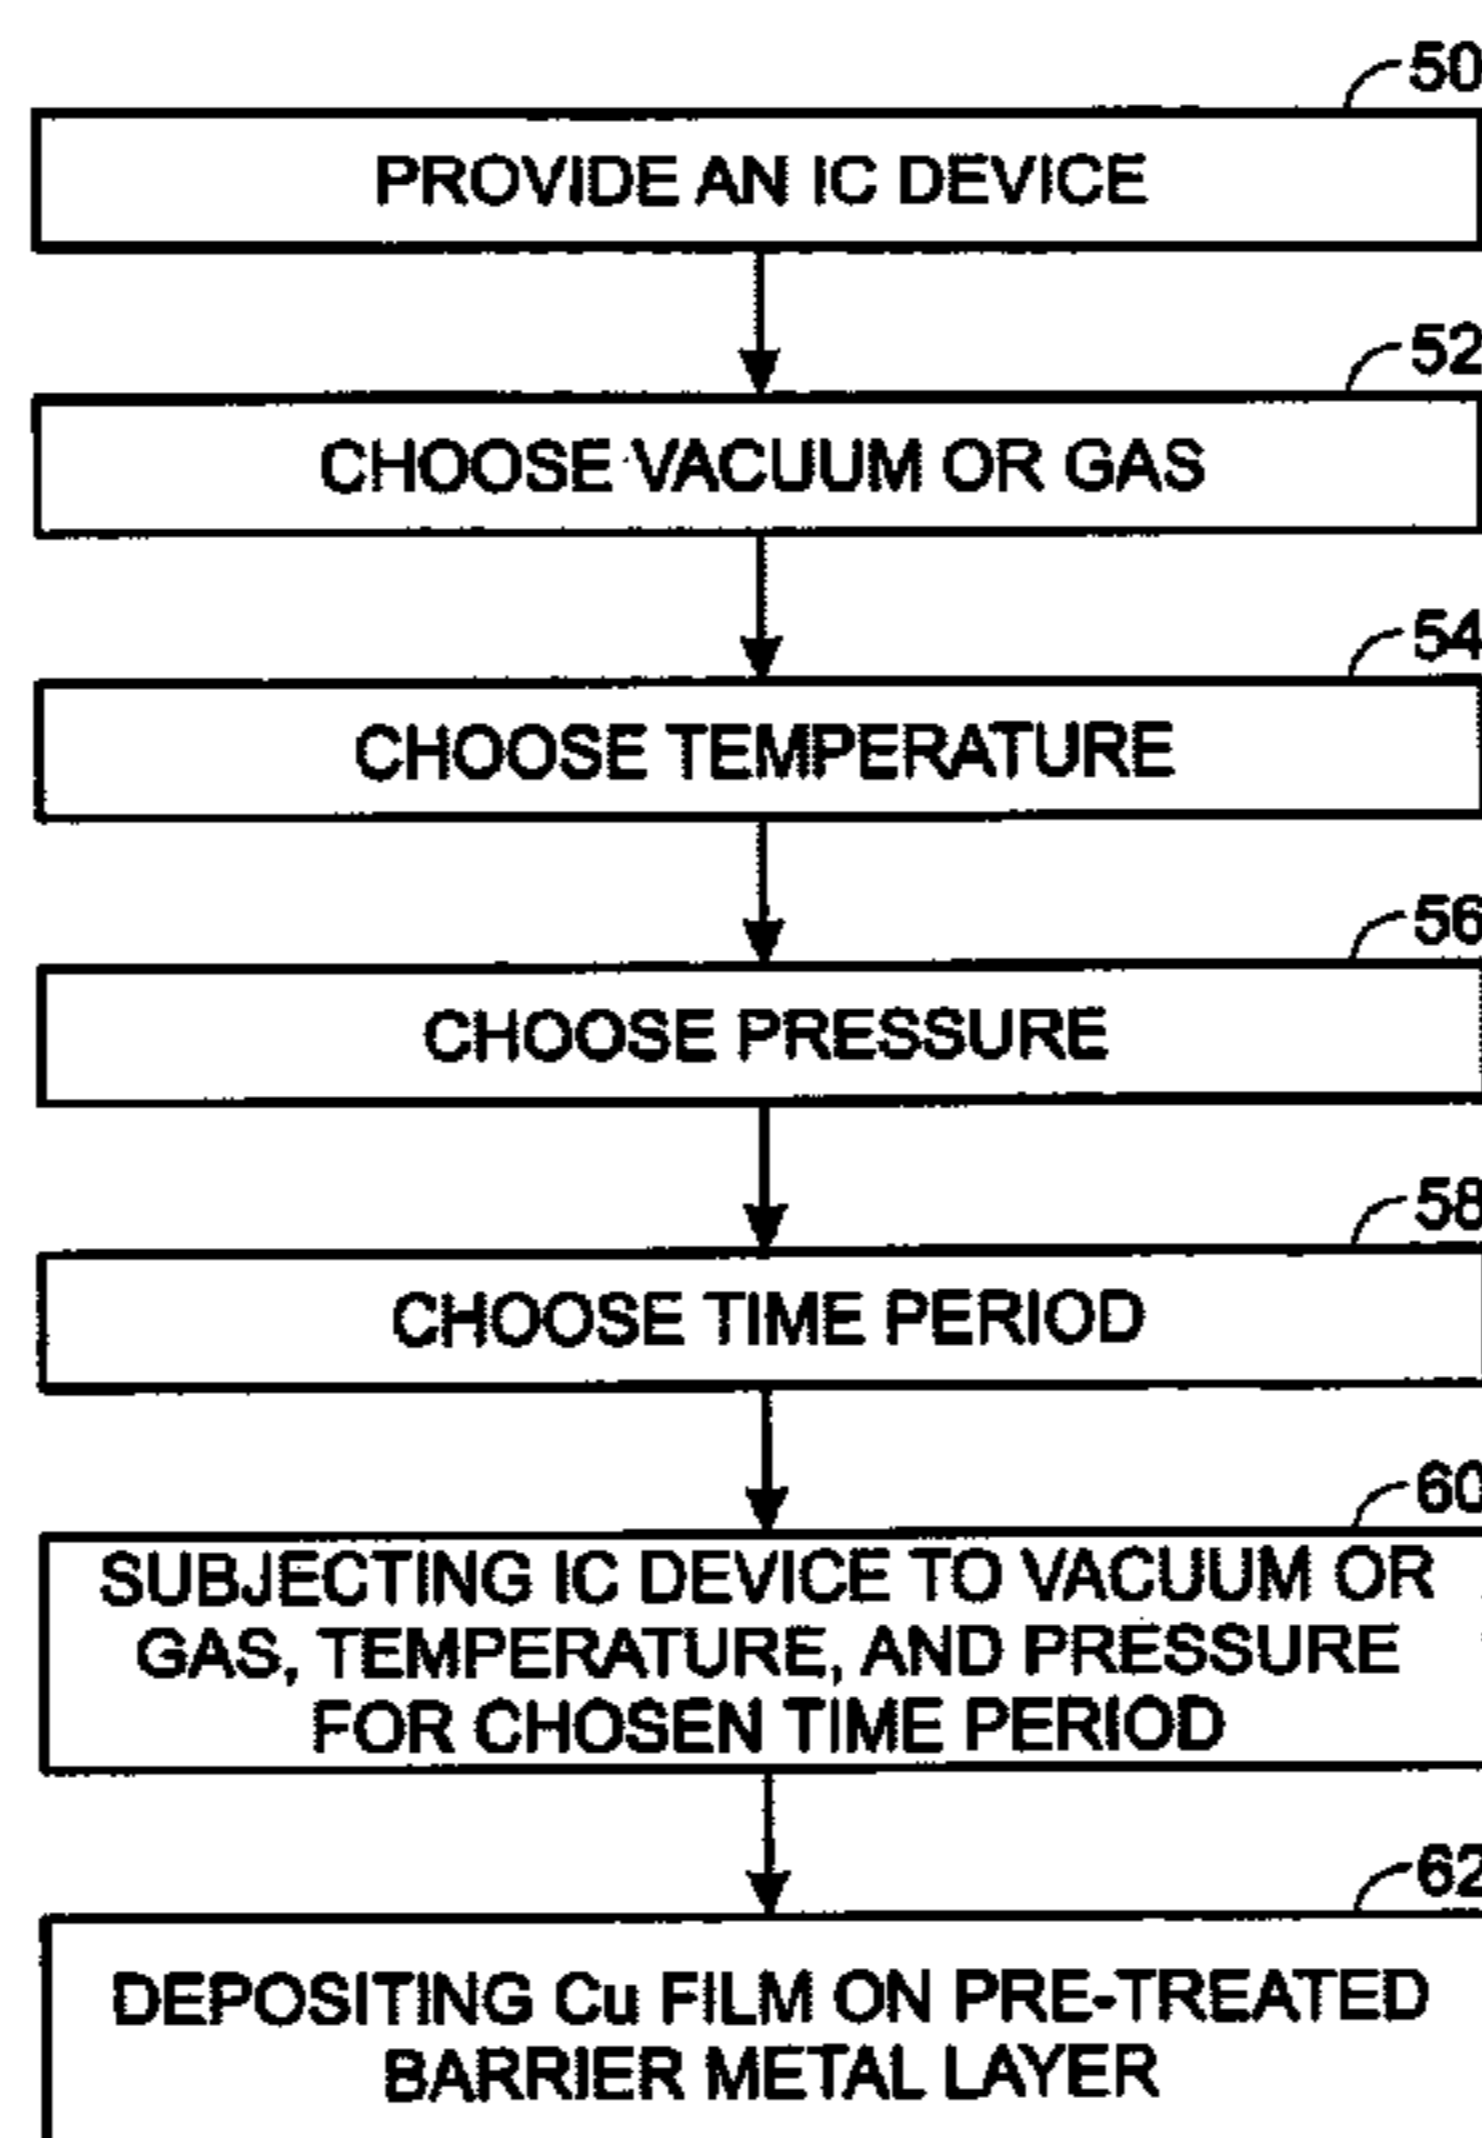 50
PROVIDE AN IC DEVICE
52
CHOOSE VACUUM OR GAS
54
CHOOSE TEMPERATURE
56
CHOOSE PRESSURE
58
CHOOSE TIME PERIOD
60
SUBJECTING IC DEVICE TO VACUUM OR
GAS, TEMPERATURE, AND PRESSURE
FOR CHOSEN TIME PERIOD
62
DEPOSITING Cu FILM ON PRE-TREATED
BARRIER METAL LAYER